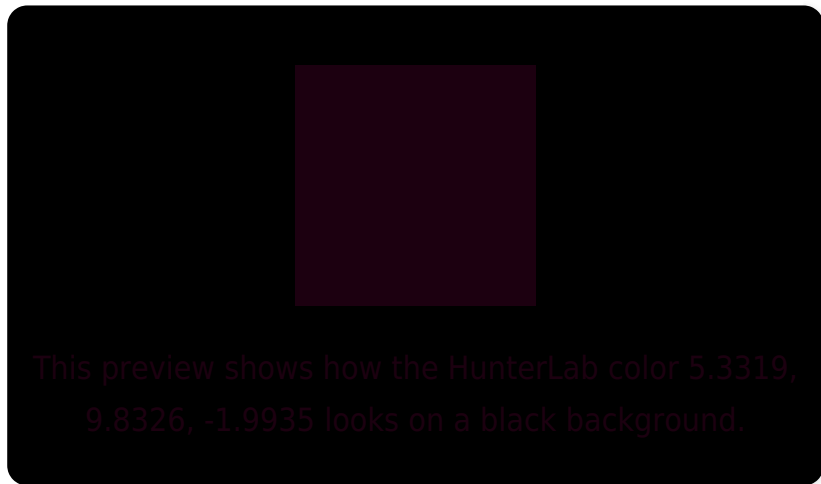 This preview shows how the HunterLab color 5.3319,
9.8326, -1.9935 looks on a black background.